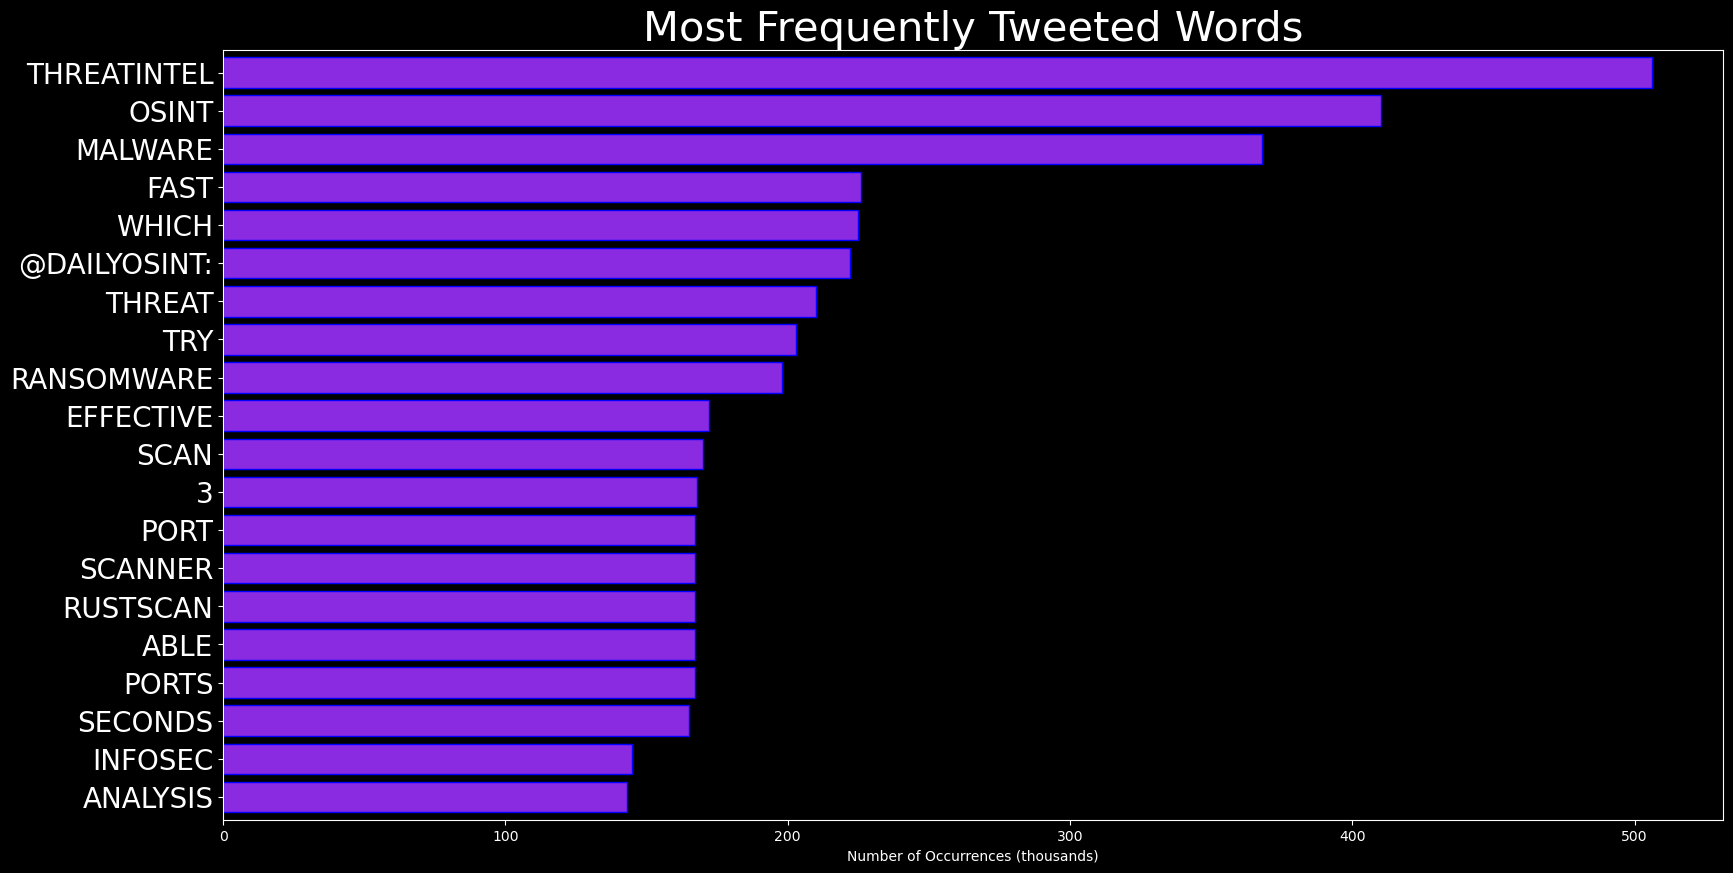 Most Frequently Tweeted Words
THREATINTEL
OSINT
MALWARE
FAST
WHICH
@DAILYOSINT:
THREAT
TRY
RANSOMWARE
EFFECTIVE
SCAN
3
PORT
SCANNER
RUSTSCAN
ABLE
PORTS
SECONDS
INFOSEC
ANALYSIS
0 100 200 300 400 500
Number of Occurrences (thousands)